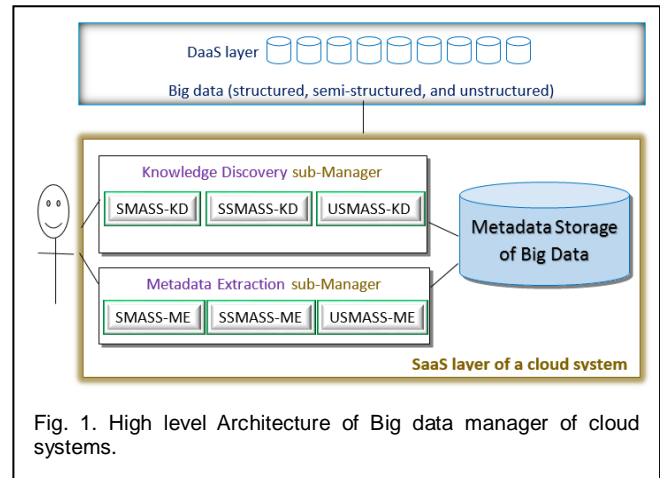 DaaS layer
Big data (structured, semi-structured, and unstructured)
Knowledge Discovery sub-Manager
SMASS-KD SSMASS-KD USMASS-KD
Metadata Storage
of Big Data
Metadata Extraction sub-Manager
SMASS-ME SSMASS-ME USMASS-ME
SaaS layer of a cloud system
Fig. 1. High level Architecture of Big data manager of cloud
systems.